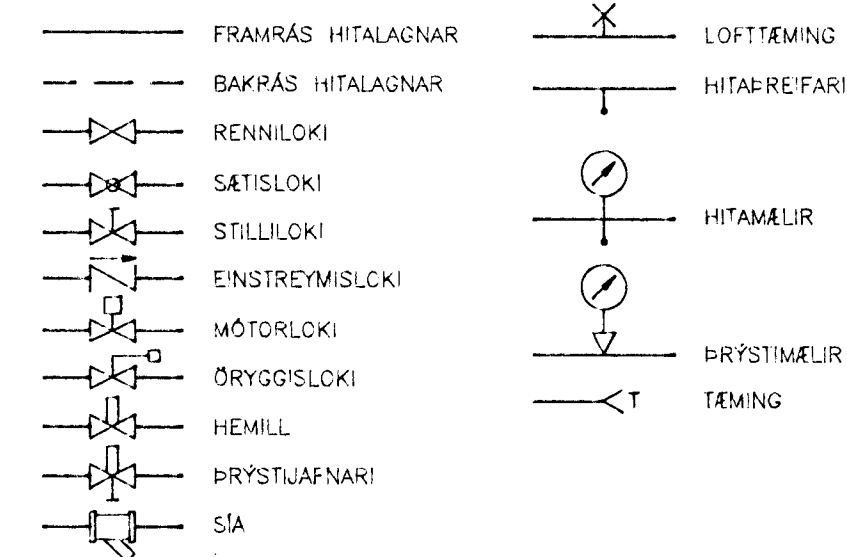 FRAMRÁS HITALAGNAR
BAKRÁS HITALAGNAR
RENNILOKI
SÆTISLOKI
STILLILOKI
EINSTREYMISLOKI
MÓTORLOKI
ÖRYGGISLOKI
HEMILL
ÞRÝSTIJAFNARI
SÍA
LOFTTÆMING
HITAÞREIFARI
HITAMÆLIR
ÞRÝSTIMÆLIR
T TÆMING